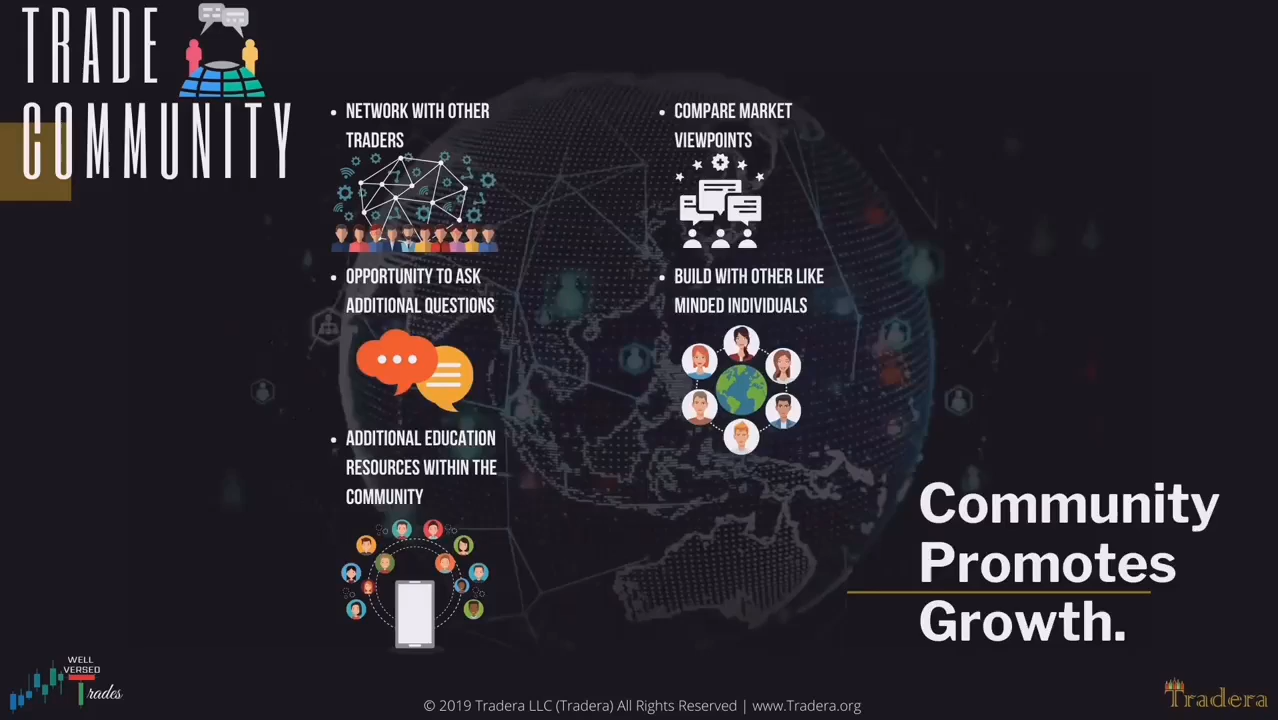 TRADE
COMMUNITY
NETWORK WITH OTHER
TRADERS
OPPORTUNITY TO ASK
ADDITIONAL QUESTIONS
ADDITIONAL EDUCATION
RESOURCES WITHIN THE
COMMUNITY
COMPARE MARKET
VIEWPOINTS
BUILD WITH OTHER LIKE
MINDED INDIVIDUALS
Community
Promotes
Growth.
WELL
VERSED
Trades
© 2019 Tradera LLC (Tradera) All Rights Reserved | www.Tradera.org
Tradera